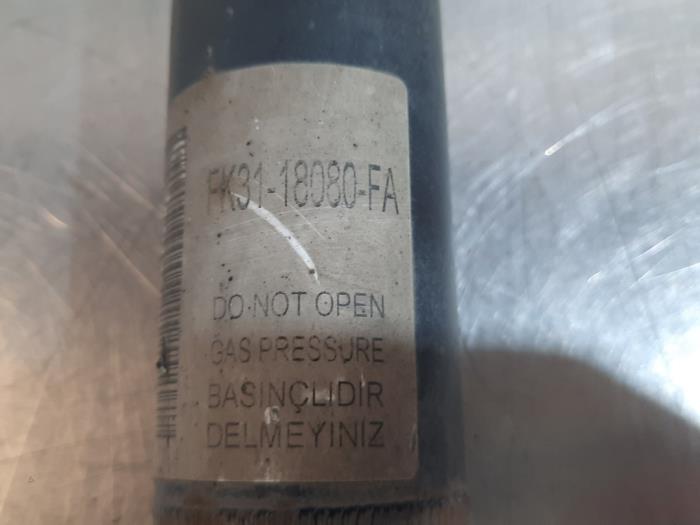 FK31-18080-FA
DO NOT OPEN
GAS PRESSURE
BASINÇLIDIR
DELMEYINIZ